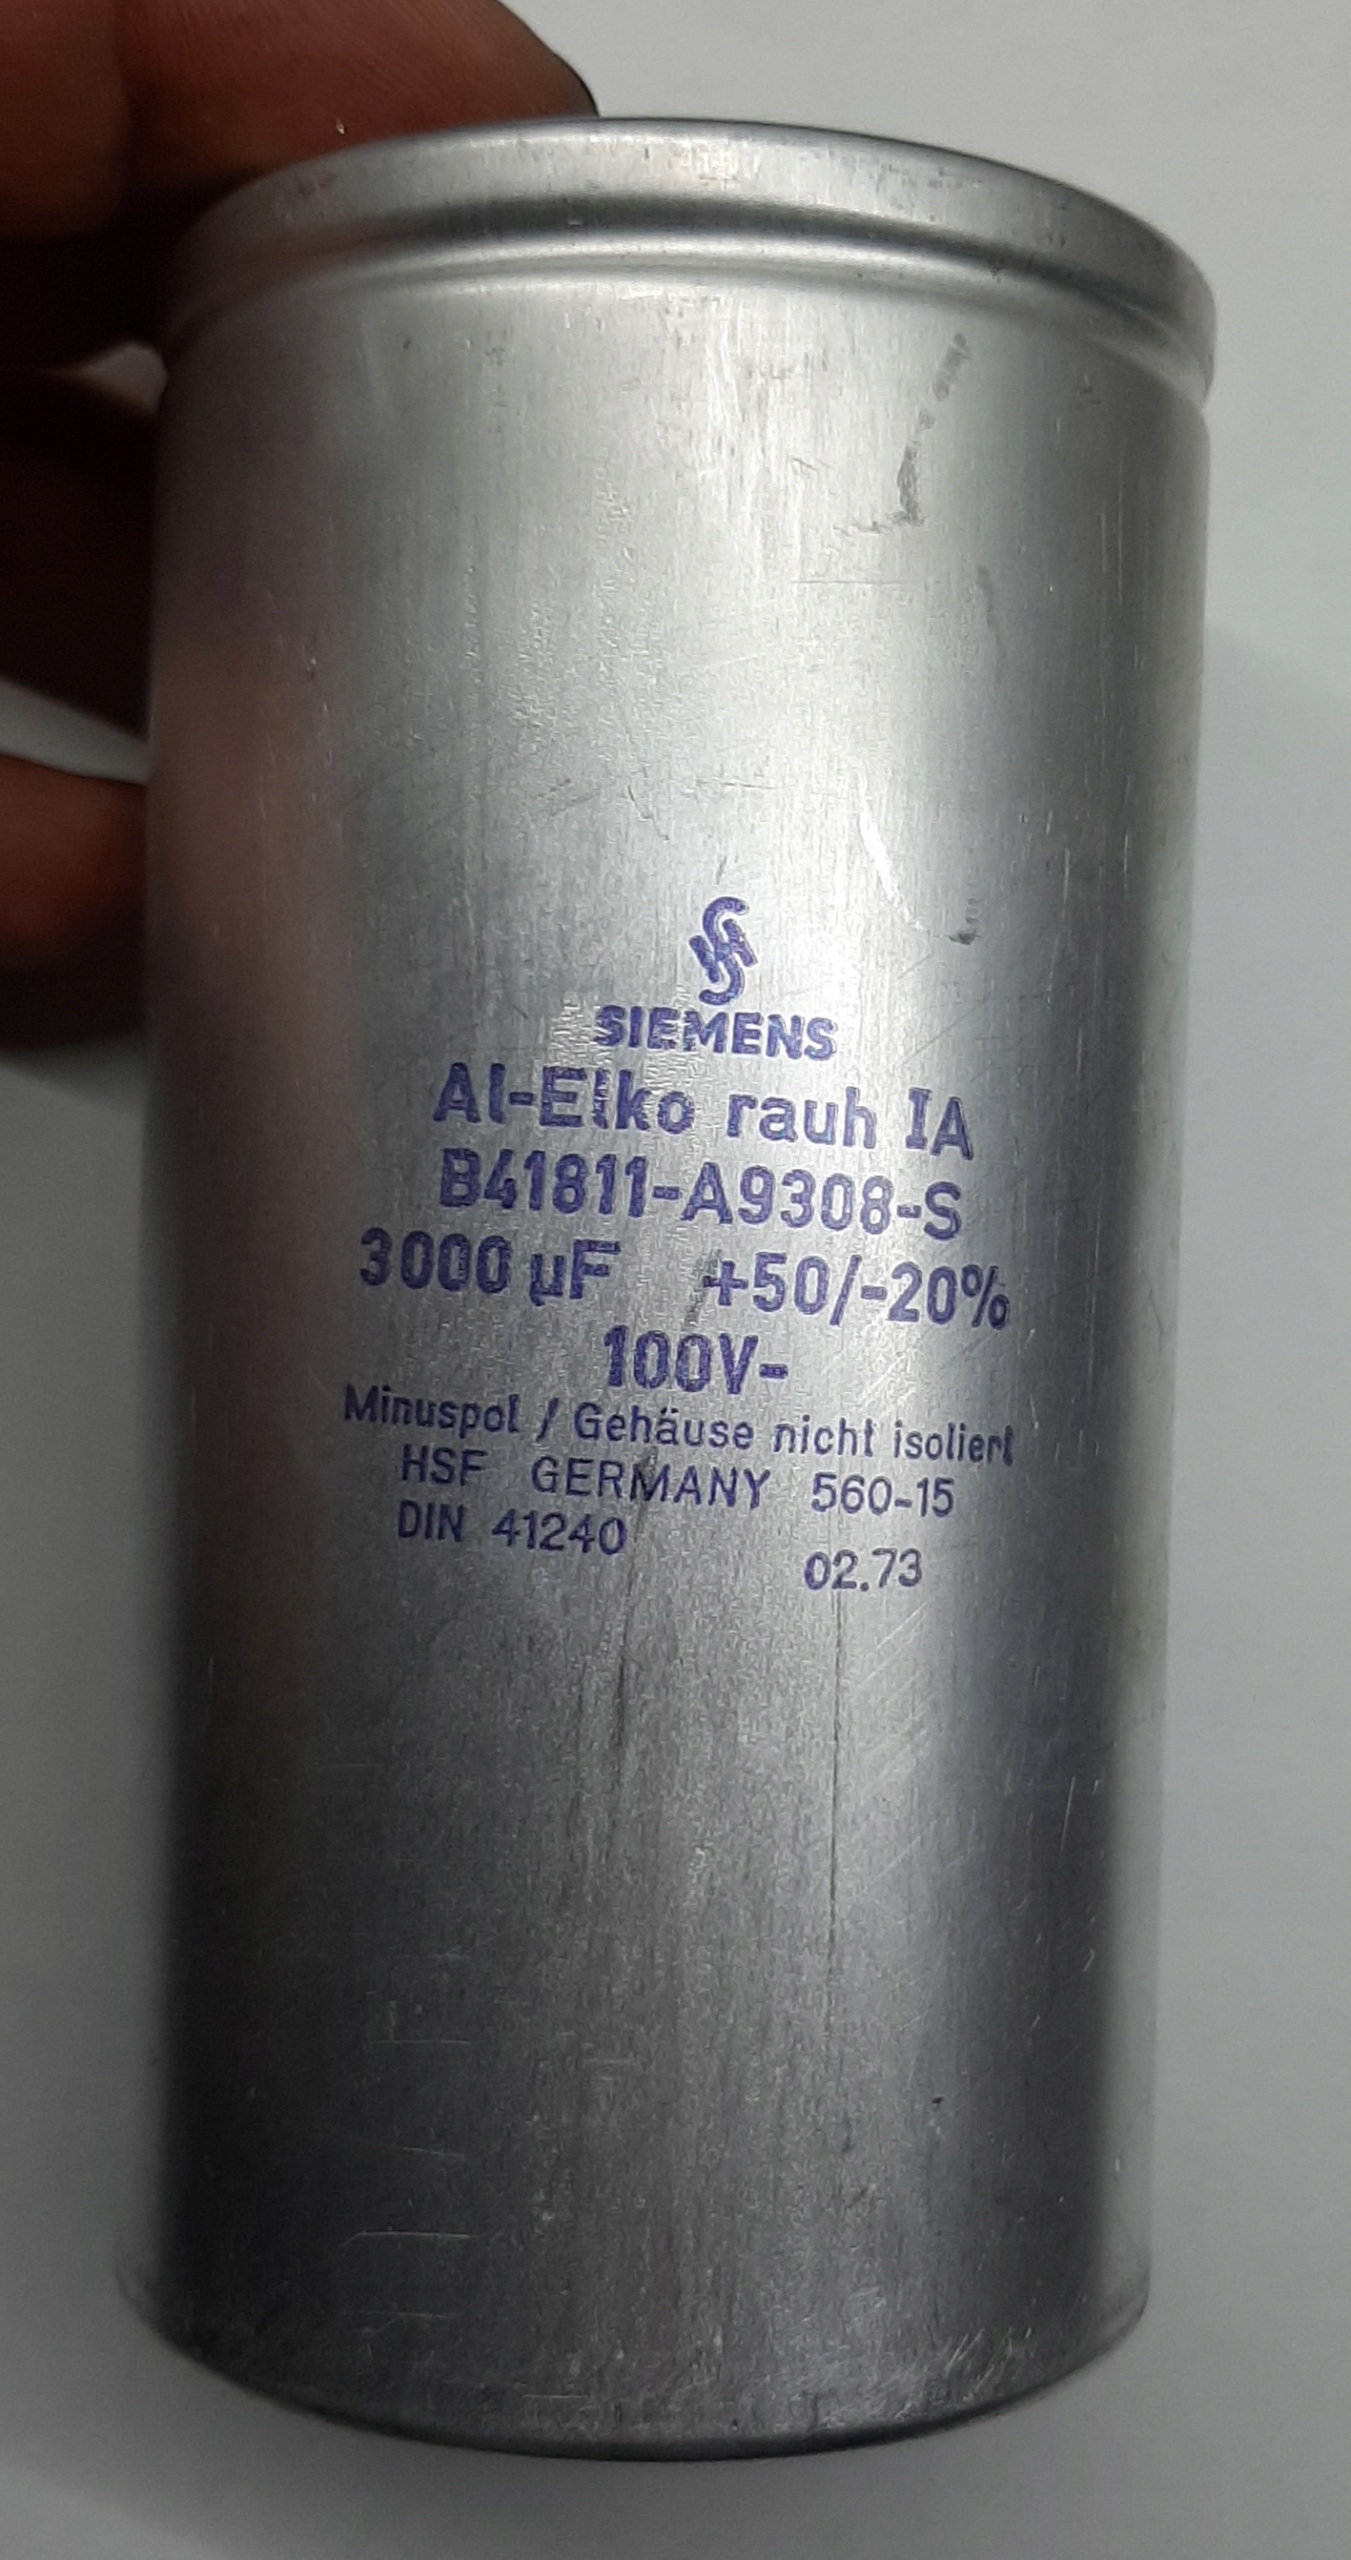 SIEMENS
Al-Elko rauh IA
B41811-A9308-S
3000 µF +50/-20%
100V-
Minuspol / Gehäuse nicht isoliert
HSF GERMANY 560-15
DIN 41240
02.73